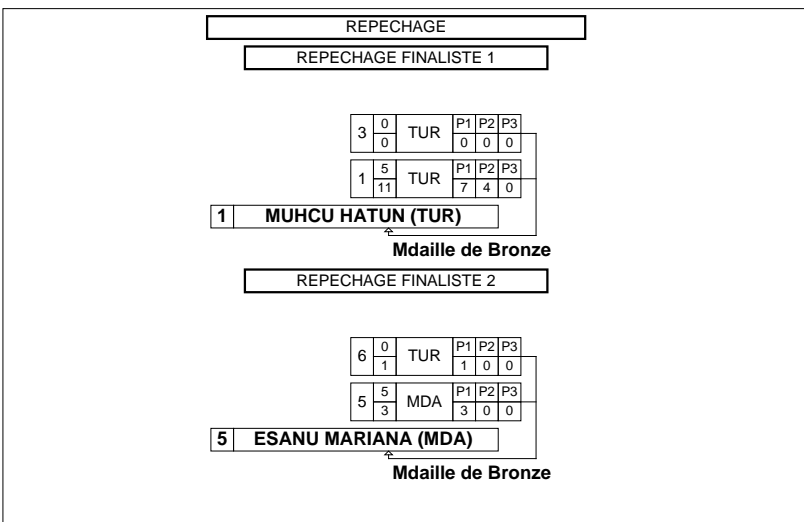 REPECHAGE
REPECHAGE FINALISTE 1
3 0 TUR P1 P2 P3
0 0 0 0
1 5 TUR P1 P2 P3
11 7 4 0
1 MUHCU HATUN (TUR)
Mdaille de Bronze
REPECHAGE FINALISTE 2
6 0 TUR P1 P2 P3
1 1 0 0
5 5 MDA P1 P2 P3
3 3 0 0
5 ESANU MARIANA (MDA)
Mdaille de Bronze